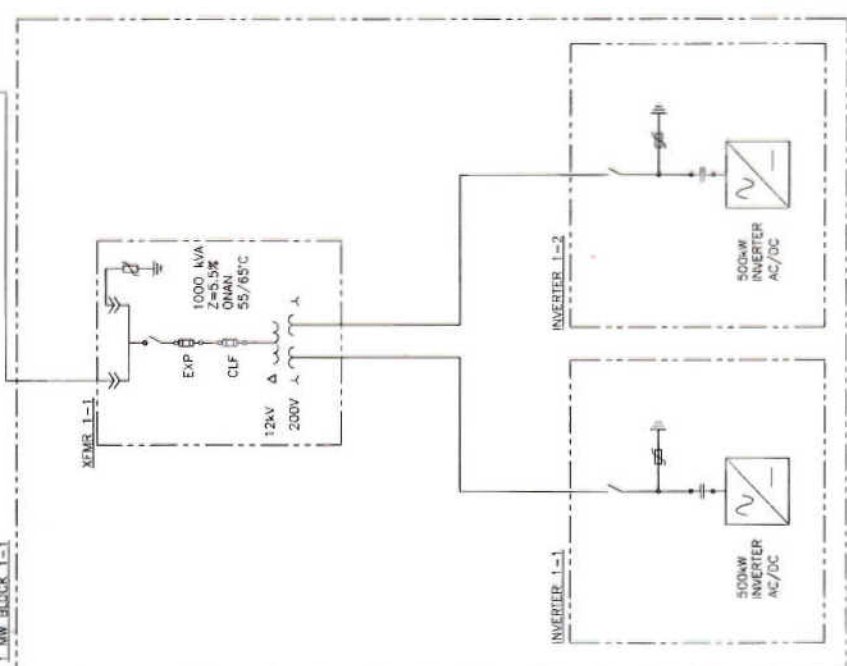 1 MW BLOCK 1-1
XFMR 1-1
1000 kVA
Z=5.5%
ONAN
55/65°C
EXP
CLF
12kV
200V
INVERTER 1-1
500kW
INVERTER
AC/DC
INVERTER 1-2
500kW
INVERTER
AC/DC